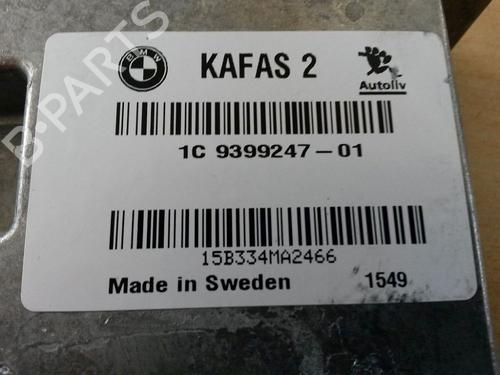 BMW
KAFAS 2
Autoliv
1C 9399247-01
15B334MA2466
Made in Sweden
1549
B-PARTS